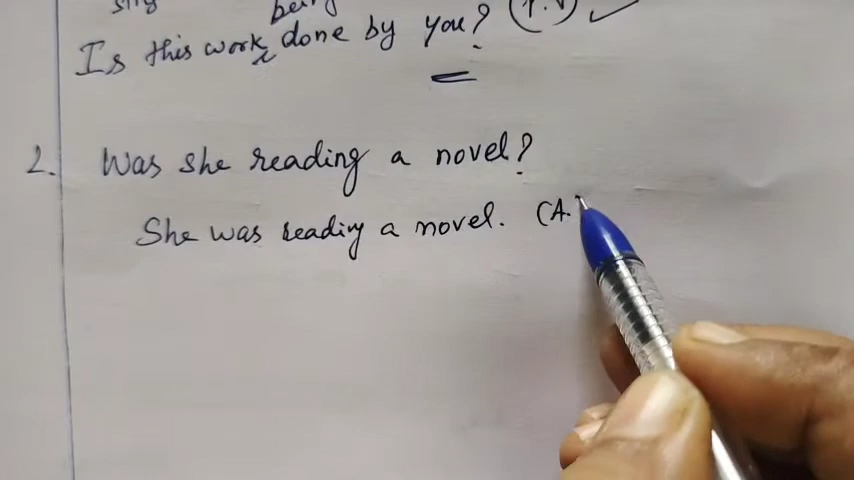 being
Is this work done by you? (P.V)
2. Was she reading a novel?
She was reading a novel. (A.